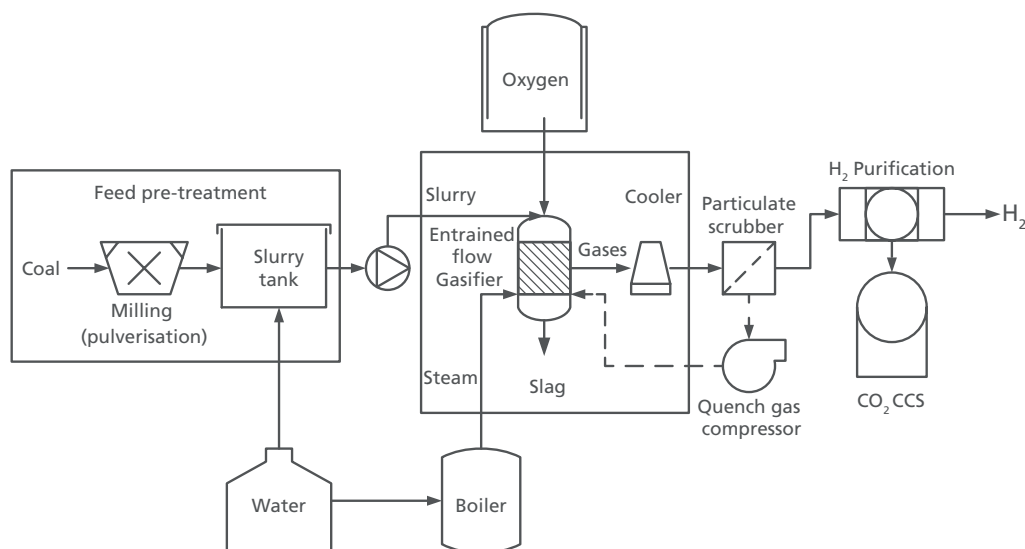 Oxygen
Feed pre-treatment
Coal
Milling
(pulverisation)
Slurry
tank
Slurry
Entrained
flow
Gasifier
Gases
Cooler
Particulate
scrubber
H₂ Purification
H₂
Steam
Slag
Quench gas
compressor
CO₂ CCS
Water
Boiler